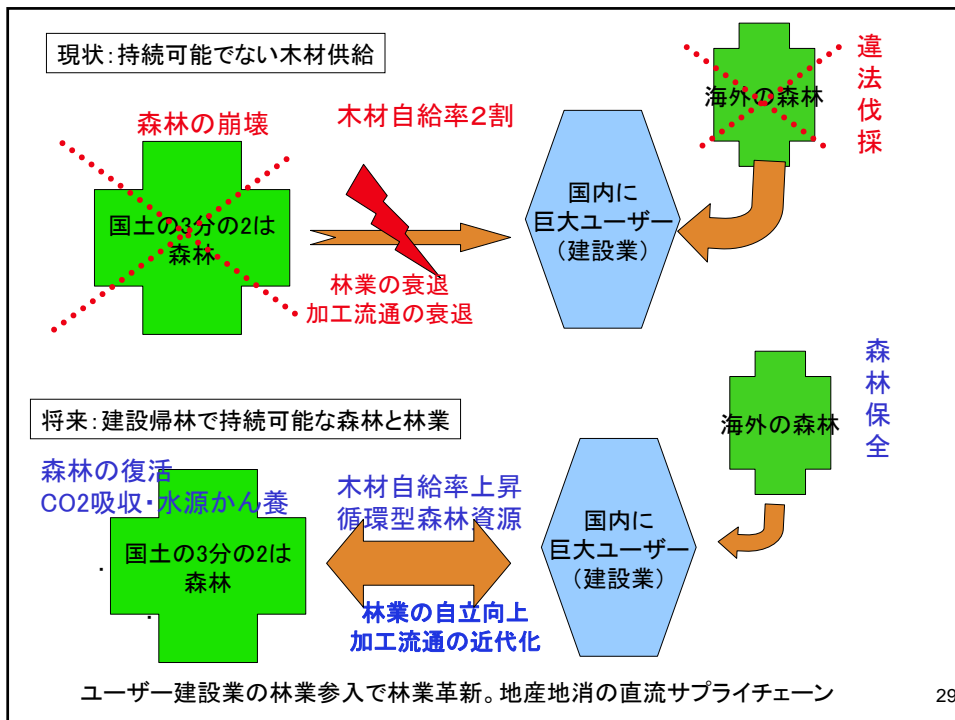 現状：持続可能でない木材供給
違法伐採
海外の森林
木材自給率2割
森林の崩壊
国土の3分の2は
森林
国内に
巨大ユーザー
（建設業）
林業の衰退
加工流通の衰退
将来：建設帰林で持続可能な森林と林業
森林保全
海外の森林
森林の復活
CO2吸収・水源かん養
木材自給率上昇
循環型森林資源
国土の3分の2は
森林
国内に
巨大ユーザー
（建設業）
林業の自立向上
加工流通の近代化
ユーザー建設業の林業参入で林業革新。地産地消の直流サプライチェーン
29